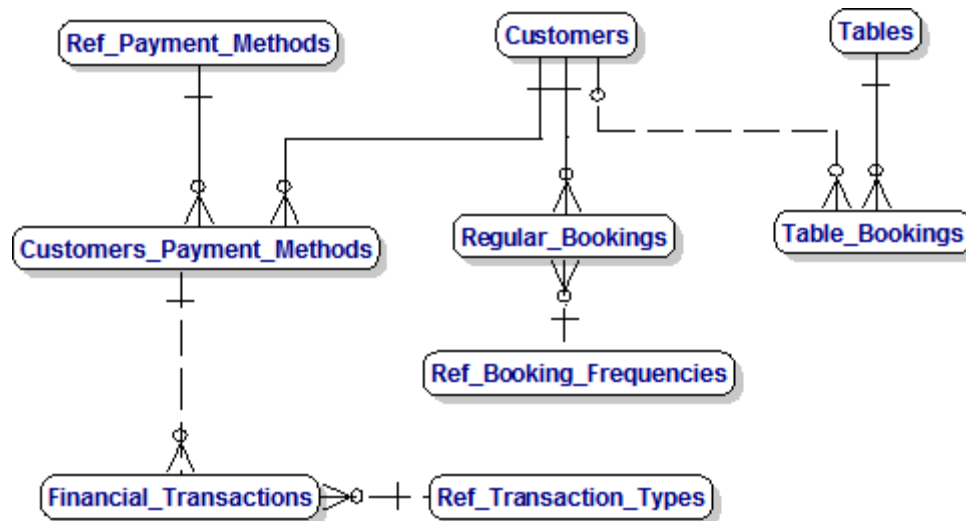 Ref_Payment_Methods
Customers
Tables
Customers_Payment_Methods
Regular_Bookings
Table_Bookings
Ref_Booking_Frequencies
Financial_Transactions
Ref_Transaction_Types